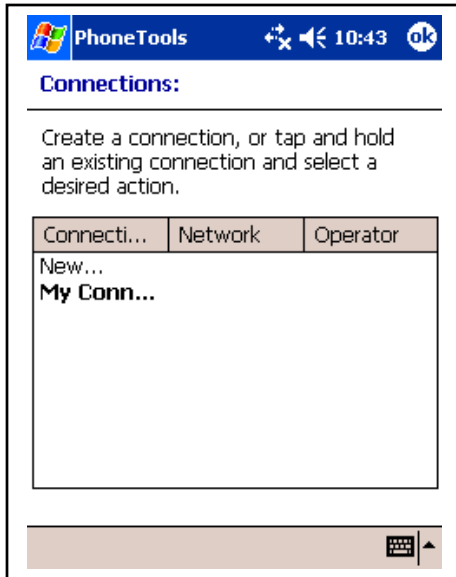 PhoneTools 10:43 ok
Connections:
Create a connection, or tap and hold
an existing connection and select a
desired action.
Connecti... Network Operator
New...
My Conn...